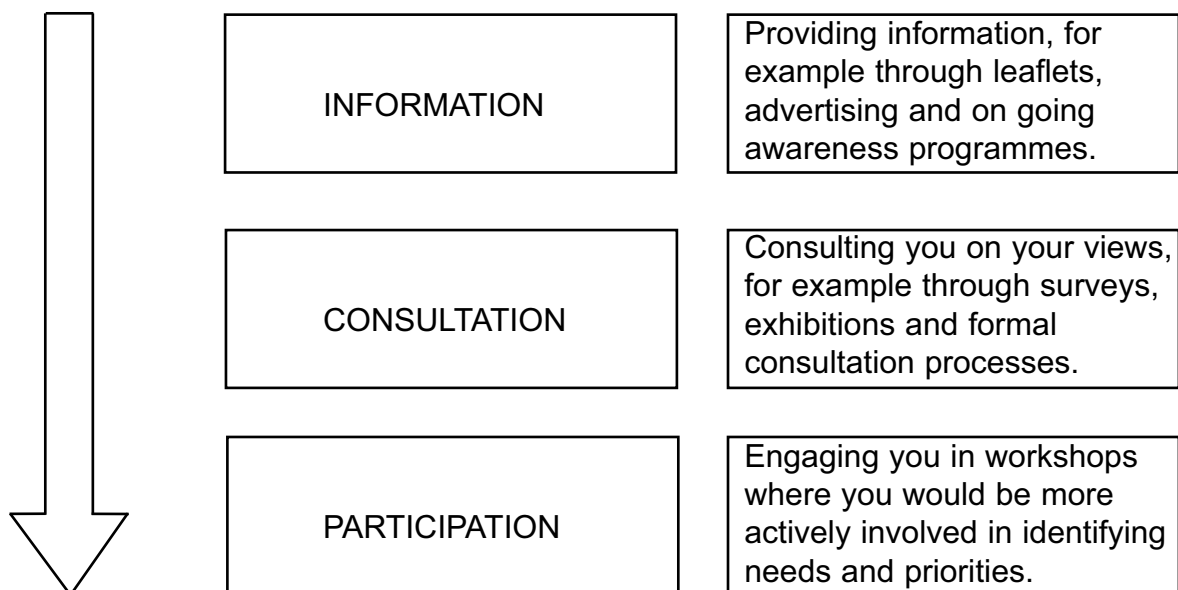 INFORMATION
Providing information, for
example through leaflets,
advertising and on going
awareness programmes.
CONSULTATION
Consulting you on your views,
for example through surveys,
exhibitions and formal
consultation processes.
PARTICIPATION
Engaging you in workshops
where you would be more
actively involved in identifying
needs and priorities.